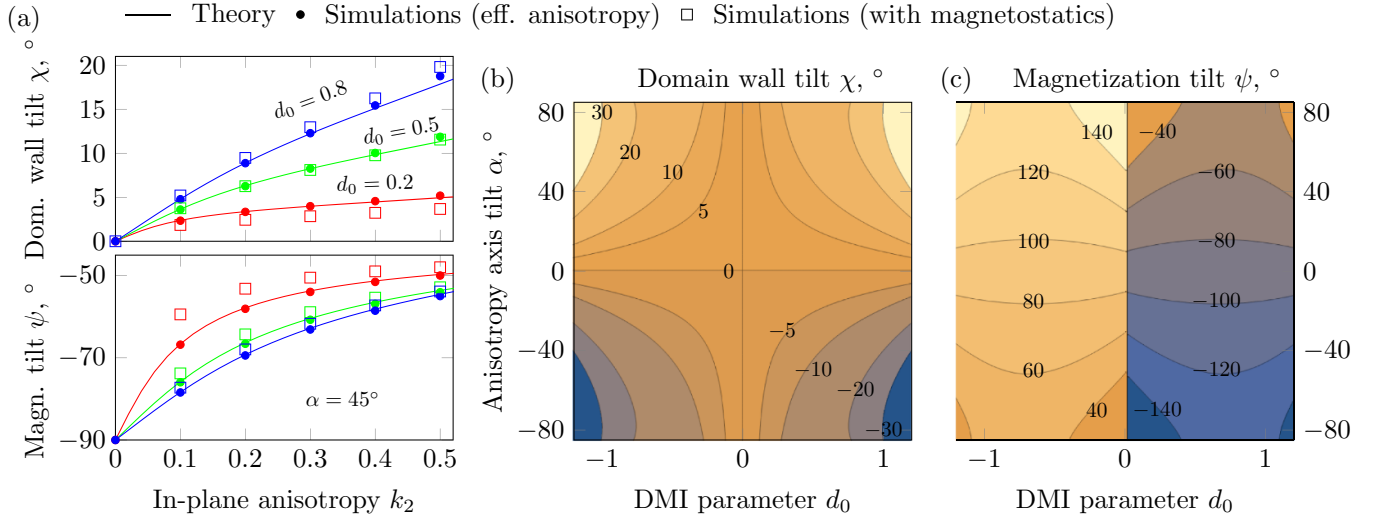 (a) Theory Simulations (eff. anisotropy) Simulations (with magnetostatics)
Dom. wall tilt χ, °
20
15
10
5
0
d₀ = 0.8
d₀ = 0.5
d₀ = 0.2
Magn. tilt ψ, °
−50
−70
−90
α = 45°
0 0.1 0.2 0.3 0.4 0.5
In-plane anisotropy k₂
(b) Domain wall tilt χ, °
Anisotropy axis tilt α, °
80
40
0
−40
−80
30
20
10
5
0
−5
−10
−20
−30
−1 0 1
DMI parameter d₀
(c) Magnetization tilt ψ, °
140 −40
120 −60
100 −80
80 −100
60 −120
40 −140
80
40
0
−40
−80
−1 0 1
DMI parameter d₀